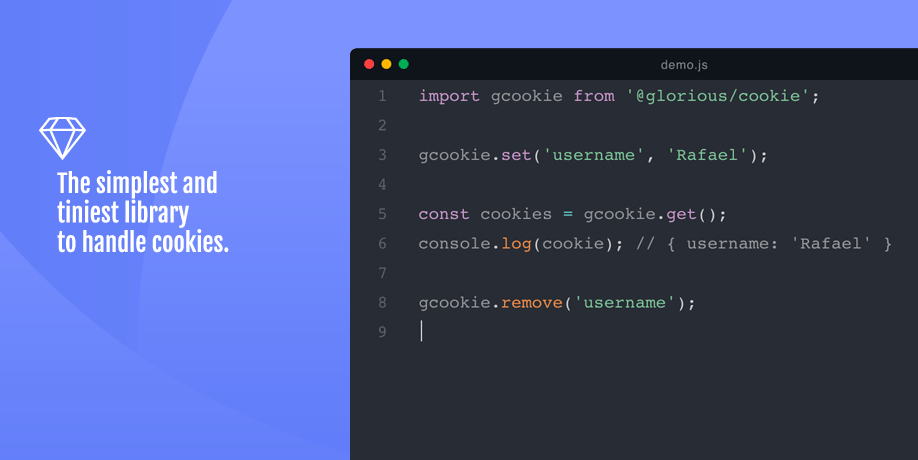 The simplest and
tiniest library
to handle cookies.
demo.js
1 import gcookie from '@glorious/cookie';
2
3 gcookie.set('username', 'Rafael');
4
5 const cookies = gcookie.get();
6 console.log(cookie); // { username: 'Rafael' }
7
8 gcookie.remove('username');
9